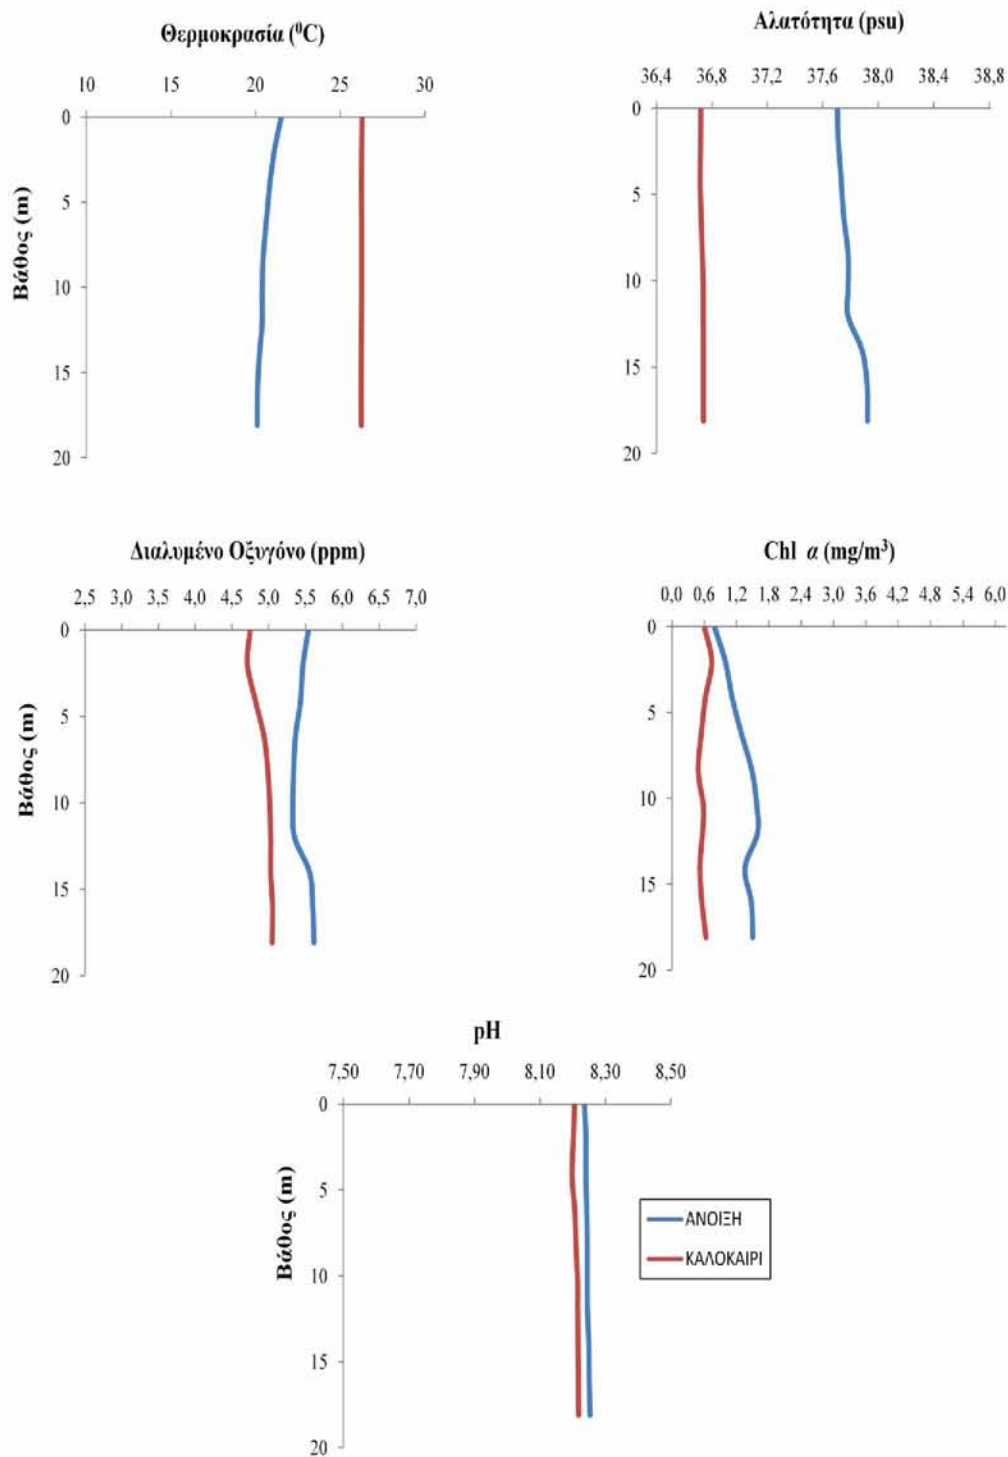 Θερμοκρασία (⁰C)
10 15 20 25 30
0
5
10
15
20
Βάθος (m)
Αλατότητα (psu)
36,4 36,8 37,2 37,6 38,0 38,4 38,8
0
5
10
15
20
Διαλυμένο Οξυγόνο (ppm)
2,5 3,0 3,5 4,0 4,5 5,0 5,5 6,0 6,5 7,0
0
5
10
15
20
Βάθος (m)
Chl α (mg/m³)
0,0 0,6 1,2 1,8 2,4 3,0 3,6 4,2 4,8 5,4 6,0
0
5
10
15
20
pH
7,50 7,70 7,90 8,10 8,30 8,50
0
5
10
15
20
Βάθος (m)
ΑΝΟΙΞΗ
ΚΑΛΟΚΑΙΡΙ